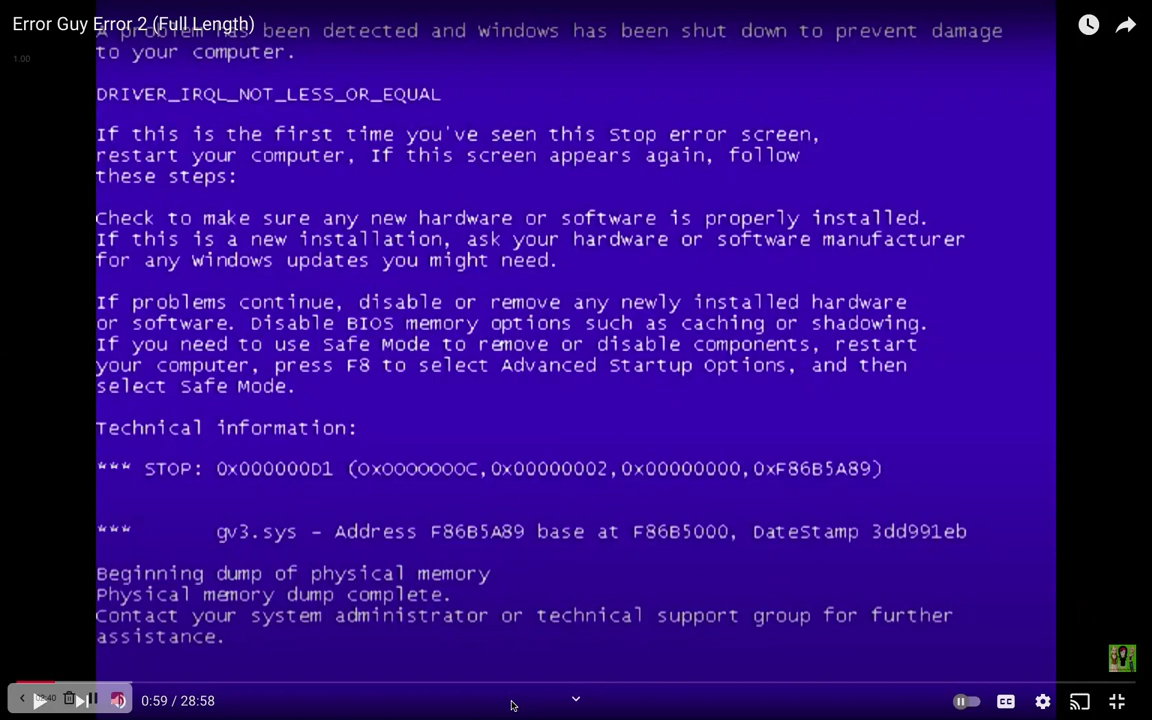 Error Guy Error 2 (Full Length)
A problem has been detected and Windows has been shut down to prevent damage
to your computer.
1.00
DRIVER_IRQL_NOT_LESS_OR_EQUAL
If this is the first time you've seen this Stop error screen,
restart your computer, If this screen appears again, follow
these steps:
Check to make sure any new hardware or software is properly installed.
If this is a new installation, ask your hardware or software manufacturer
for any Windows updates you might need.
If problems continue, disable or remove any newly installed hardware
or software. Disable BIOS memory options such as caching or shadowing.
If you need to use Safe Mode to remove or disable components, restart
your computer, press F8 to select Advanced Startup Options, and then
select Safe Mode.
Technical information:
*** STOP: 0x000000D1 (0x0000000C,0x00000002,0x00000000,0xF86B5A89)
*** gv3.sys - Address F86B5A89 base at F86B5000, DateStamp 3dd991eb
Beginning dump of physical memory
Physical memory dump complete.
Contact your system administrator or technical support group for further
assistance.
0:59 / 28:58
CC